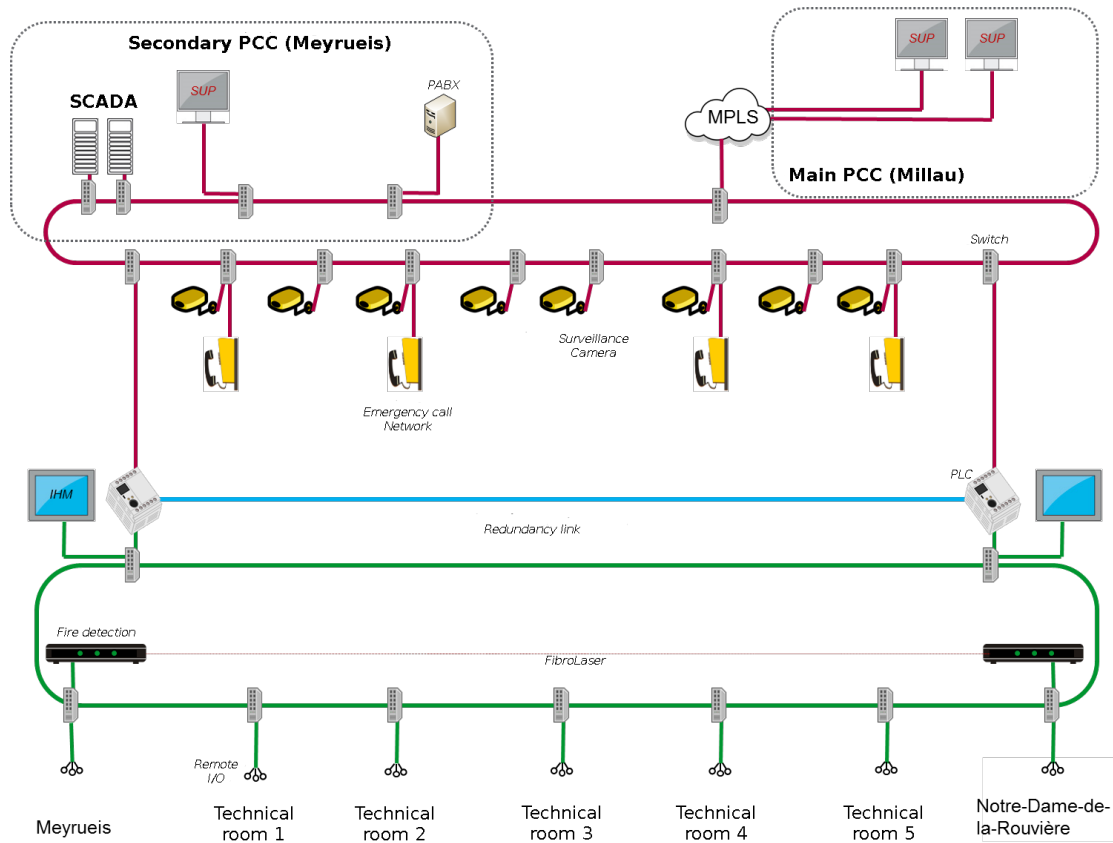 Secondary PCC (Meyrueis)
SUP
SUP
SUP
PABX
SCADA
MPLS
Main PCC (Millau)
Switch
Surveillance
Camera
Emergency call
Network
IHM
PLC
Redundancy link
Fire detection
FibroLaser
Remote
I/O
Meyrueis
Technical
room 1
Technical
room 2
Technical
room 3
Technical
room 4
Technical
room 5
Notre-Dame-de-
la-Rouvière